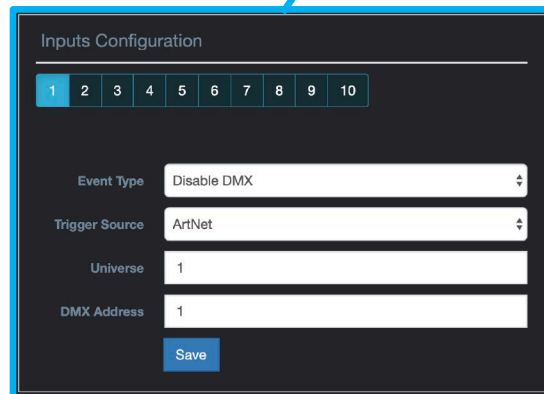 Inputs Configuration
1 2 3 4 5 6 7 8 9 10
Event Type Disable DMX
Trigger Source ArtNet
Universe 1
DMX Address 1
Save